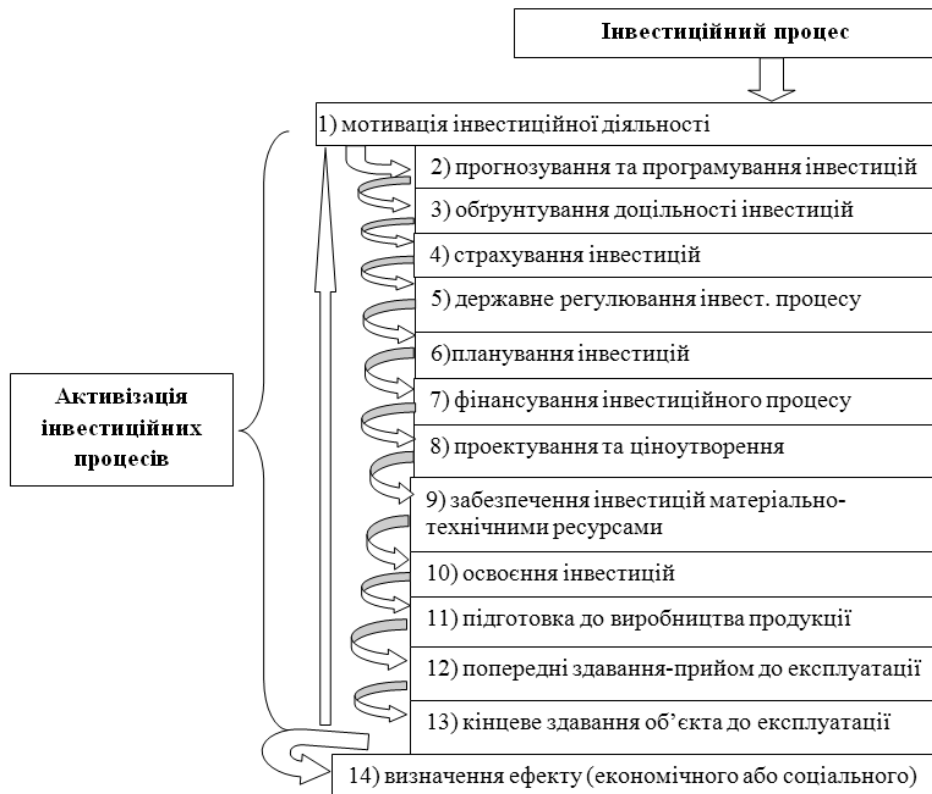 Інвестиційний процес
1) мотивація інвестиційної діяльності
2) прогнозування та програмування інвестицій
3) обґрунтування доцільності інвестицій
4) страхування інвестицій
5) державне регулювання інвест. процесу
6)планування інвестицій
7) фінансування інвестиційного процесу
8) проектування та ціноутворення
9) забезпечення інвестицій матеріально-
технічними ресурсами
10) освоєння інвестицій
11) підготовка до виробництва продукції
12) попередні здавання-прийом до експлуатації
13) кінцеве здавання об’єкта до експлуатації
14) визначення ефекту (економічного або соціального)
Активізація
інвестиційних
процесів